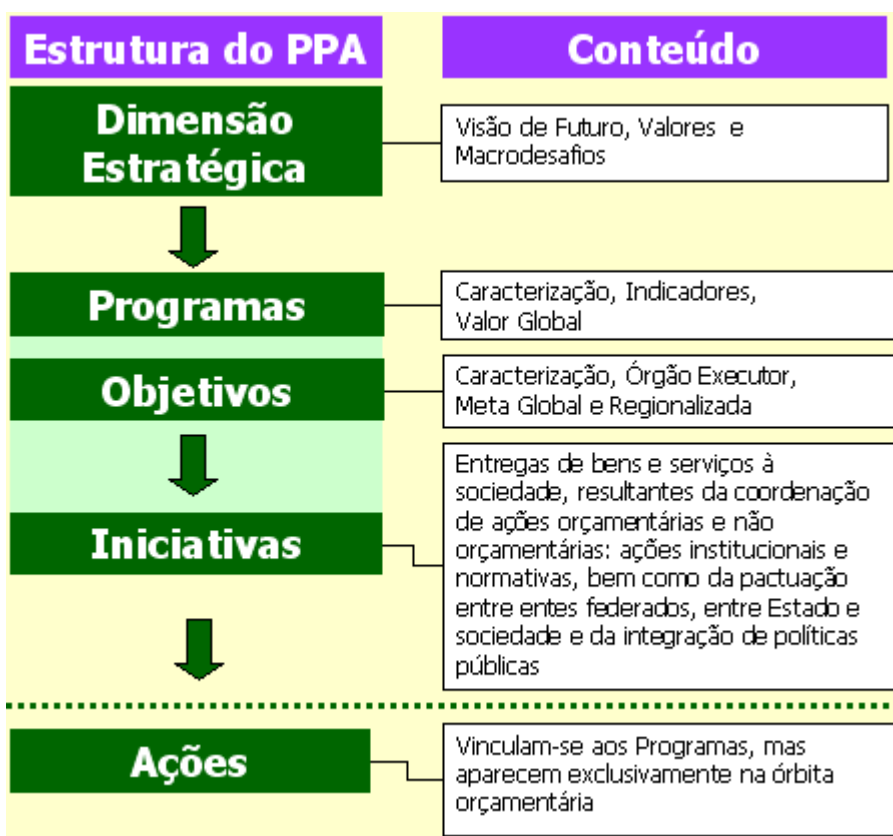 Estrutura do PPA
Conteúdo
Dimensão
Estratégica
Visão de Futuro, Valores e
Macrodesafios
Programas
Caracterização, Indicadores,
Valor Global
Objetivos
Caracterização, Órgão Executor,
Meta Global e Regionalizada
Iniciativas
Entregas de bens e serviços à
sociedade, resultantes da coordenação
de ações orçamentárias e não
orçamentárias: ações institucionais e
normativas, bem como da pactuação
entre entes federados, entre Estado e
sociedade e da integração de políticas
públicas
Ações
Vinculam-se aos Programas, mas
aparecem exclusivamente na órbita
orçamentária